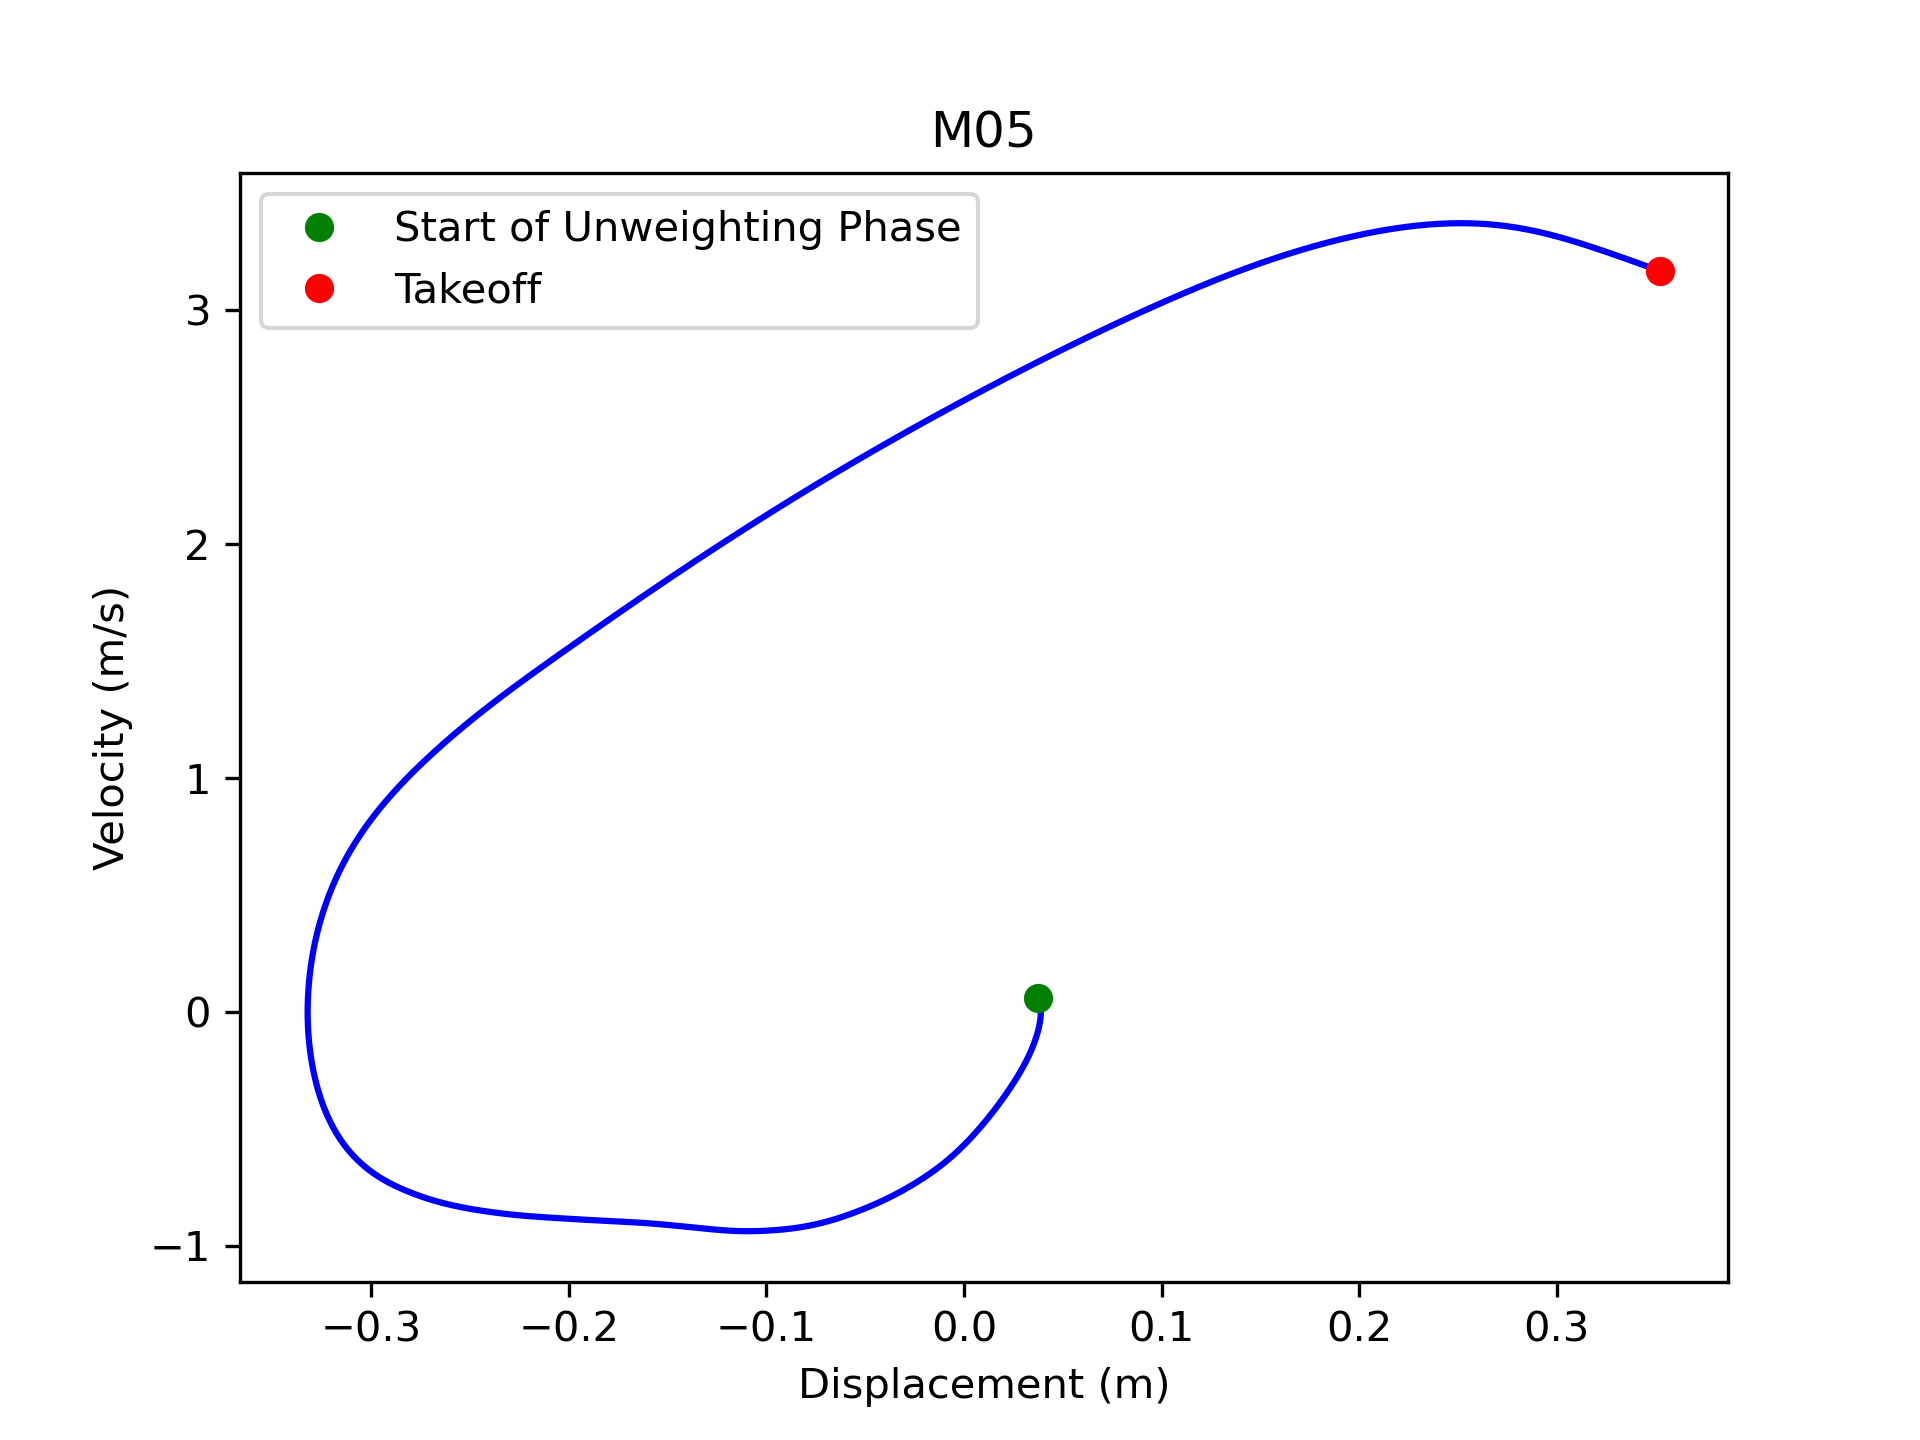 M05
Start of Unweighting Phase
Takeoff
3
2
1
0
−1
Velocity (m/s)
−0.3 −0.2 −0.1 0.0 0.1 0.2 0.3
Displacement (m)